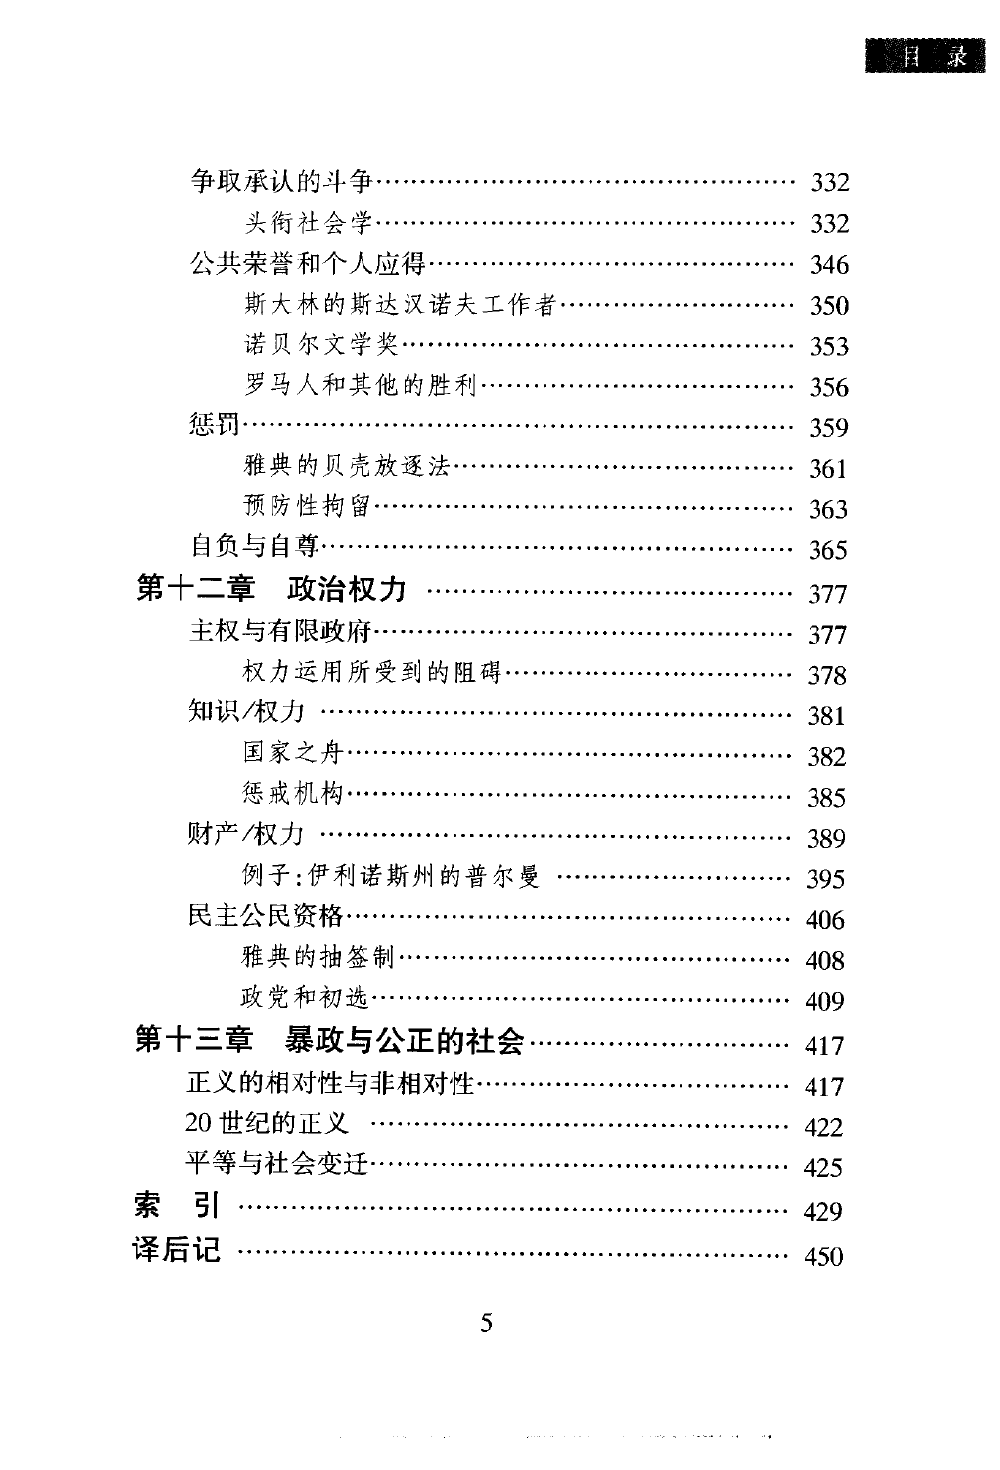 目 录
争取承认的斗争……………………………………… 332
头衔社会学……………………………………… 332
公共荣誉和个人应得………………………………… 346
斯大林的斯达汉诺夫工作者…………………… 350
诺贝尔文学奖…………………………………… 353
罗马人和其他的胜利…………………………… 356
惩罚…………………………………………………… 359
雅典的贝壳放逐法……………………………… 361
预防性拘留……………………………………… 363
自负与自尊…………………………………………… 365
第十二章 政治权力 ………………………………… 377
主权与有限政府……………………………………… 377
权力运用所受到的阻碍………………………… 378
知识/权力 …………………………………………… 381
国家之舟………………………………………… 382
惩戒机构………………………………………… 385
财产/权力 …………………………………………… 389
例子:伊利诺斯州的普尔曼 …………………… 395
民主公民资格………………………………………… 406
雅典的抽签制…………………………………… 408
政党和初选……………………………………… 409
第十三章 暴政与公正的社会……………………… 417
正义的相对性与非相对性…………………………… 417
20 世纪的正义 ……………………………………… 422
平等与社会变迁……………………………………… 425
索 引 ………………………………………………… 429
译后记 ………………………………………………… 450
5